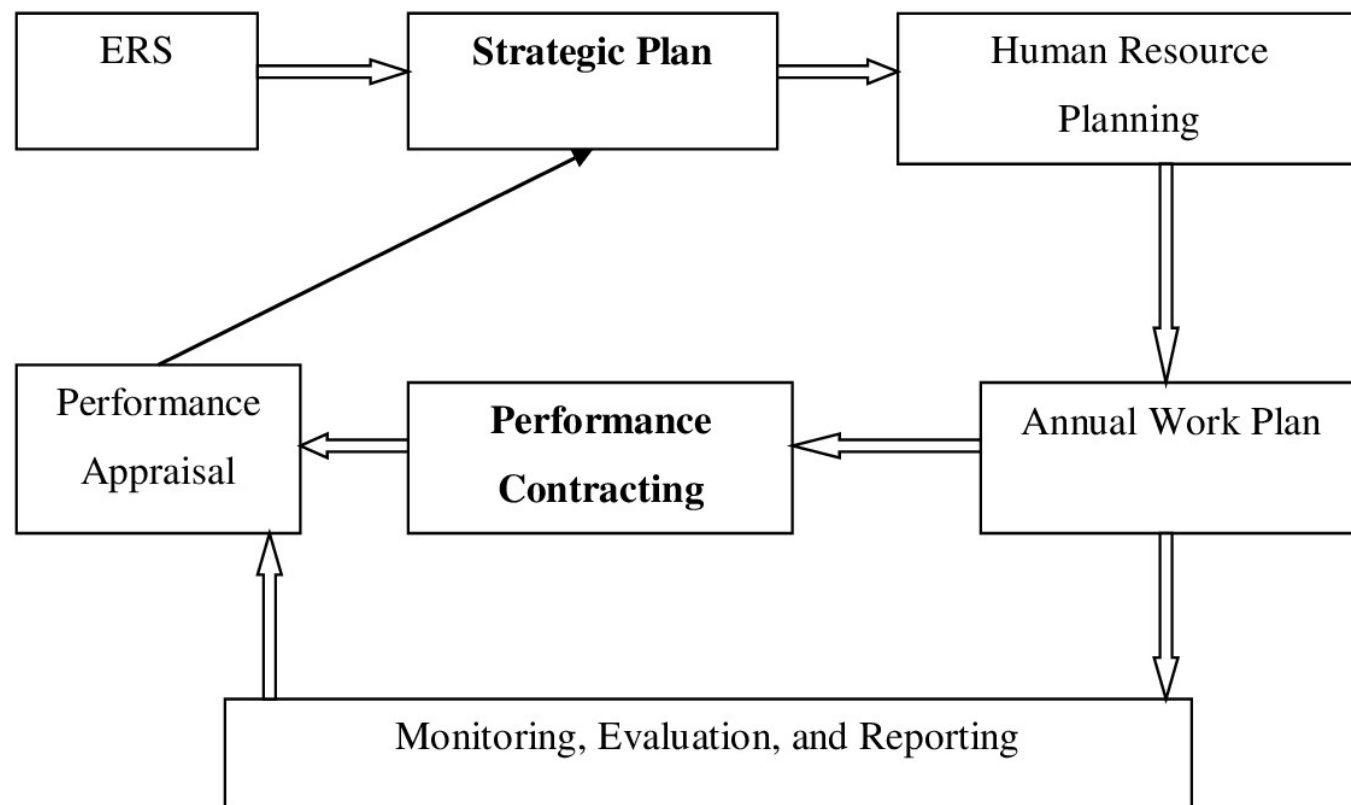 ERS
Strategic Plan
Human Resource
Planning
Performance
Appraisal
Performance
Contracting
Annual Work Plan
Monitoring, Evaluation, and Reporting